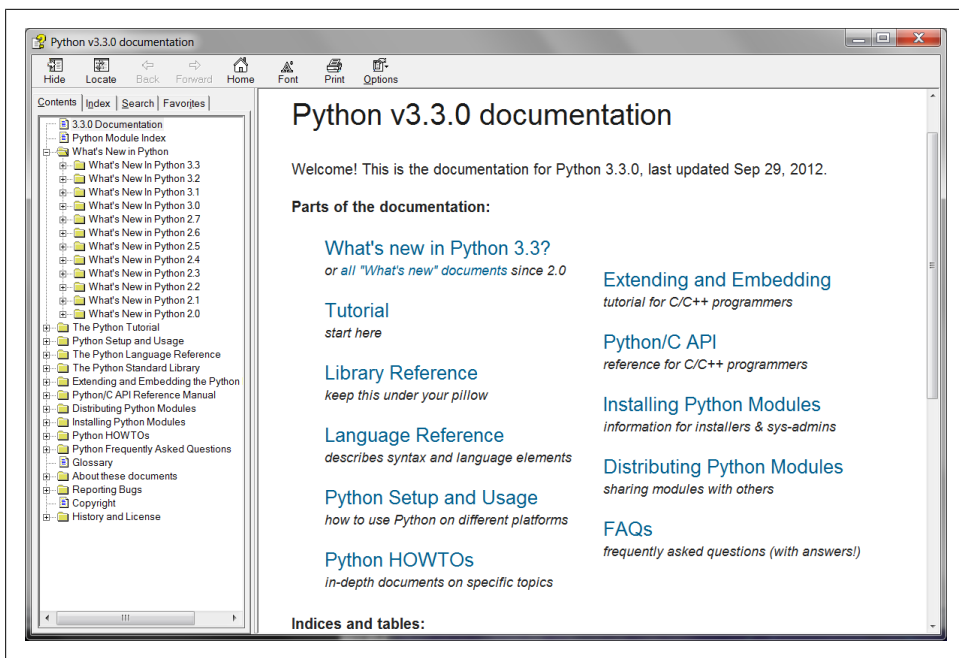 Python v3.3.0 documentation
Hide Locate Back Forward Home Font Print Options
Contents Index Search Favorites
3.3.0 Documentation
Python Module Index
What's New in Python
What's New In Python 3.3
What's New In Python 3.2
What's New In Python 3.1
What's New In Python 3.0
What's New in Python 2.7
What's New in Python 2.6
What's New in Python 2.5
What's New in Python 2.4
What's New in Python 2.3
What's New in Python 2.2
What's New in Python 2.1
What's New in Python 2.0
The Python Tutorial
Python Setup and Usage
The Python Language Reference
The Python Standard Library
Extending and Embedding the Python
Python/C API Reference Manual
Distributing Python Modules
Installing Python Modules
Python HOWTOs
Python Frequently Asked Questions
Glossary
About these documents
Reporting Bugs
Copyright
History and License
Python v3.3.0 documentation
Welcome! This is the documentation for Python 3.3.0, last updated Sep 29, 2012.
Parts of the documentation:
What's new in Python 3.3?
or all "What's new" documents since 2.0
Tutorial
start here
Library Reference
keep this under your pillow
Language Reference
describes syntax and language elements
Python Setup and Usage
how to use Python on different platforms
Python HOWTOs
in-depth documents on specific topics
Extending and Embedding
tutorial for C/C++ programmers
Python/C API
reference for C/C++ programmers
Installing Python Modules
information for installers & sys-admins
Distributing Python Modules
sharing modules with others
FAQs
frequently asked questions (with answers!)
Indices and tables: